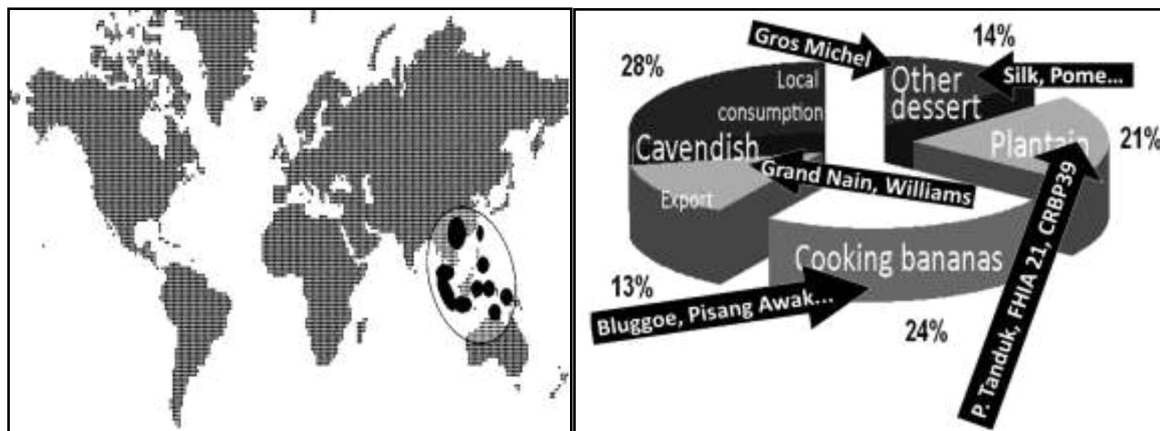 Gros Michel
14%
28%
Local
consumption
Other
dessert
Silk, Pome...
Cavendish
Plantain
21%
Grand Nain, Williams
Export
Cooking bananas
13%
Bluggoe, Pisang Awak...
24%
P. Tanduk, FHIA 21, CRBP39